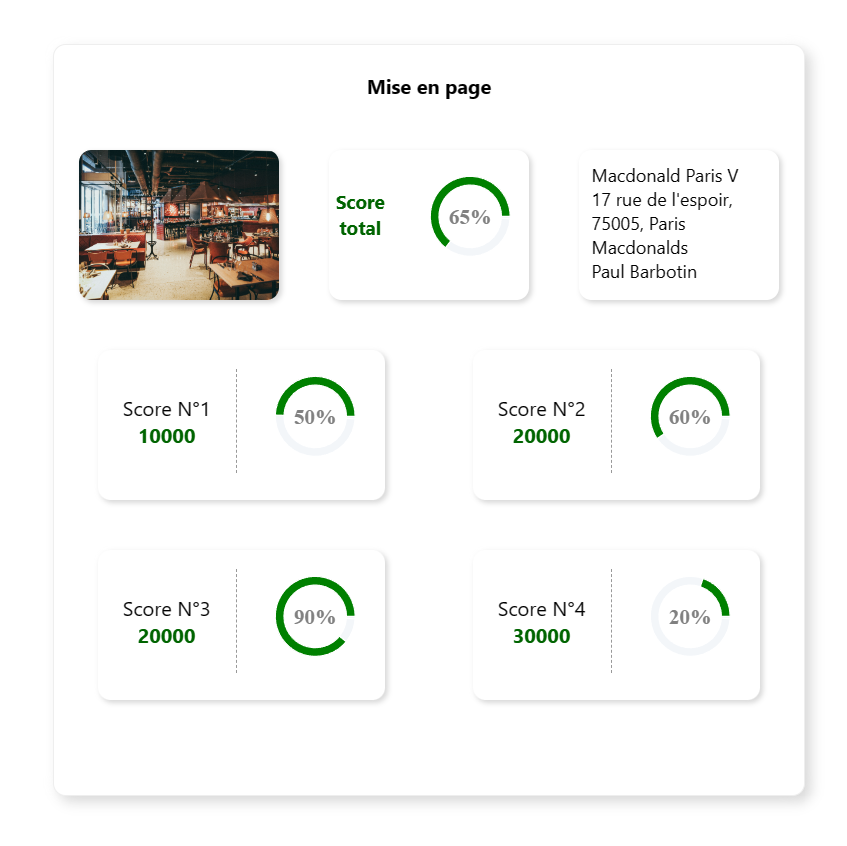 Mise en page
Score
total
65%
Macdonald Paris V
17 rue de l'espoir,
75005, Paris
Macdonalds
Paul Barbotin
Score N°1
10000
50%
Score N°2
20000
60%
Score N°3
20000
90%
Score N°4
30000
20%